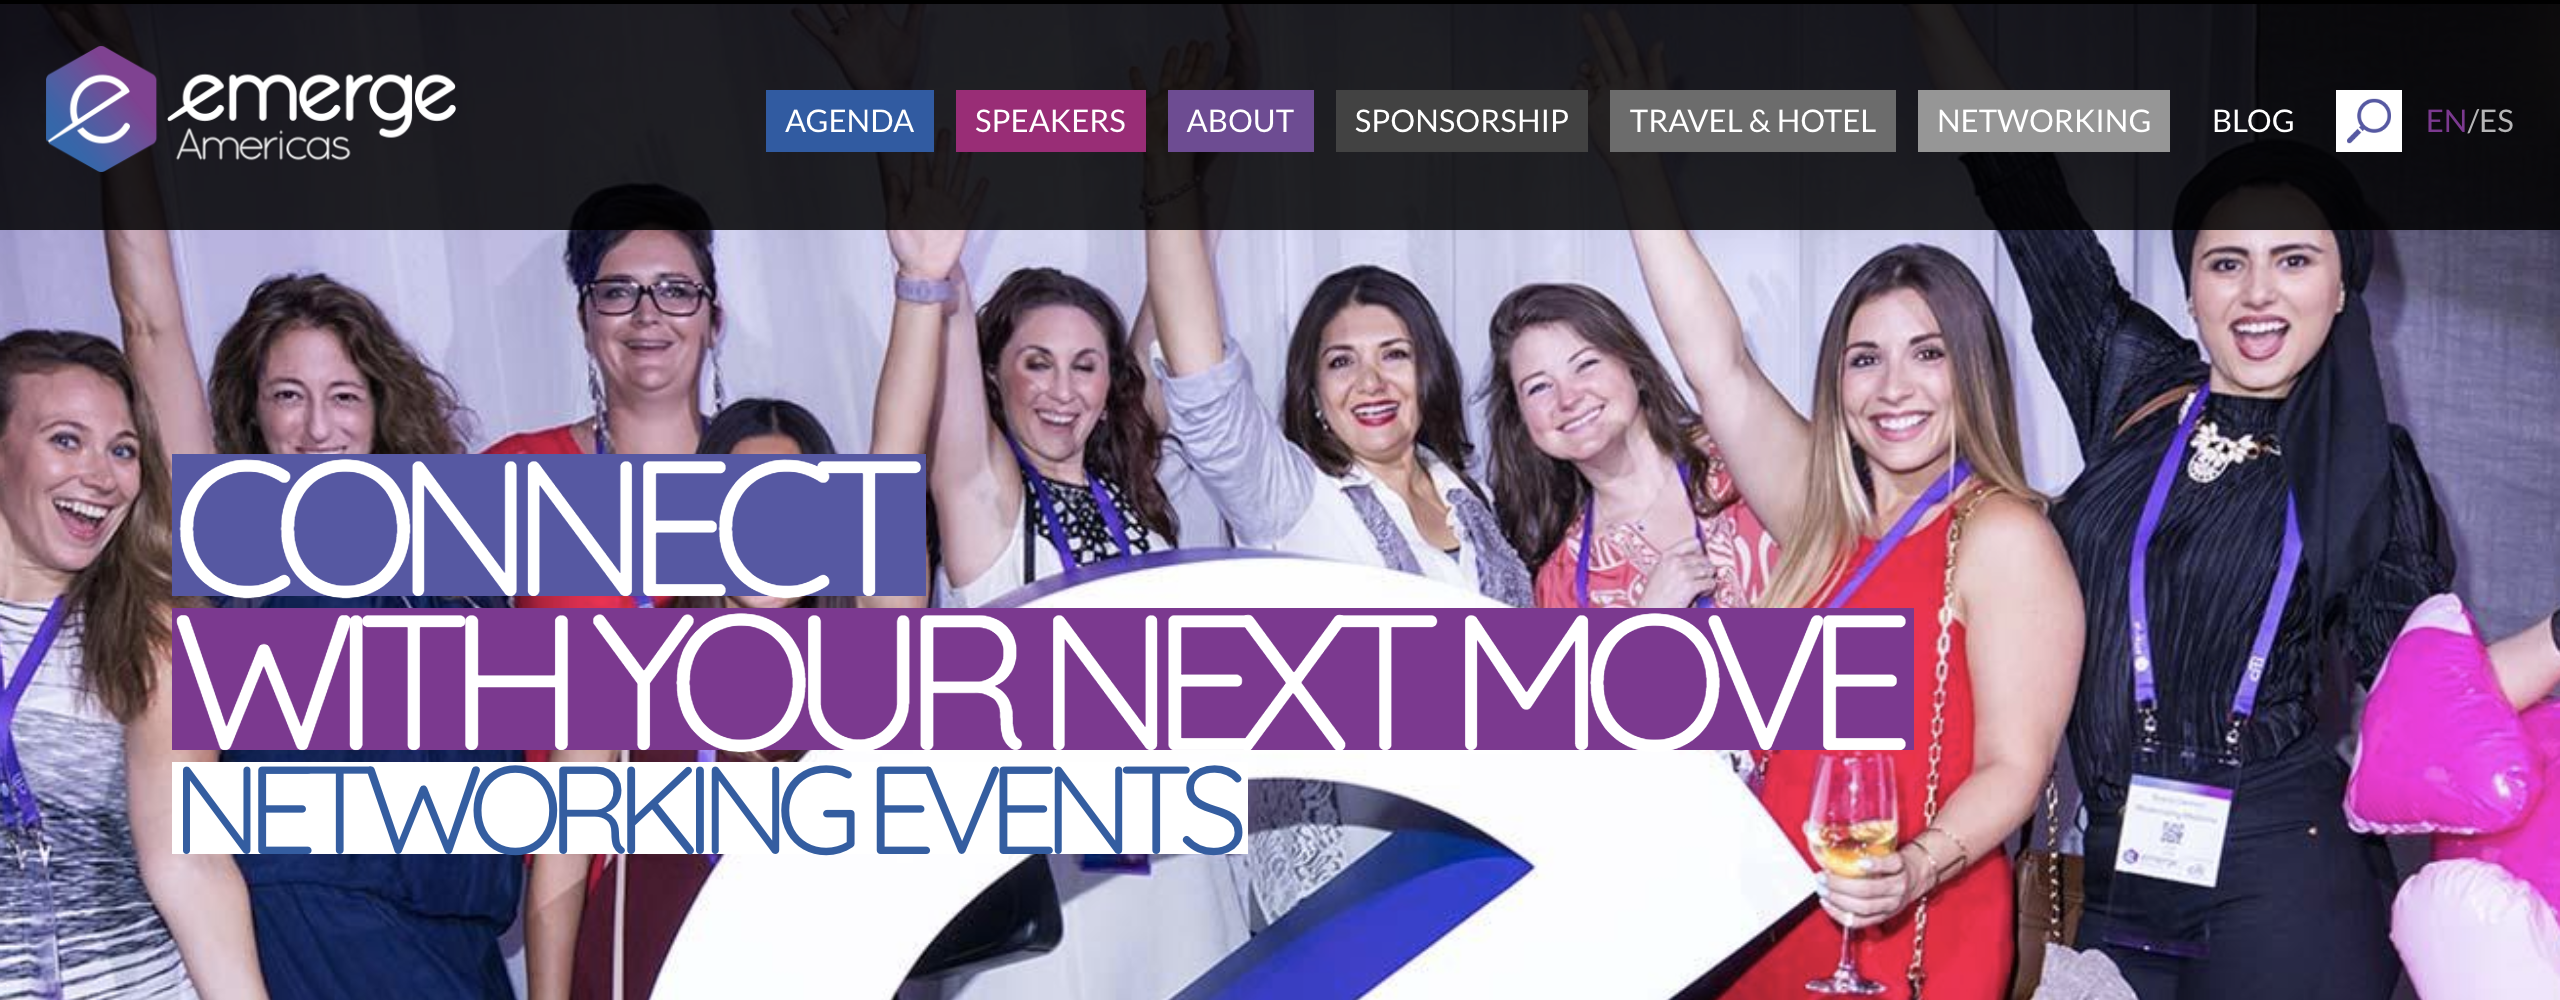 emerge
Americas
AGENDA
SPEAKERS
ABOUT
SPONSORSHIP
TRAVEL & HOTEL
NETWORKING
BLOG
EN/ES
CONNECT
WITH YOUR NEXT MOVE
NETWORKING EVENTS
emerge